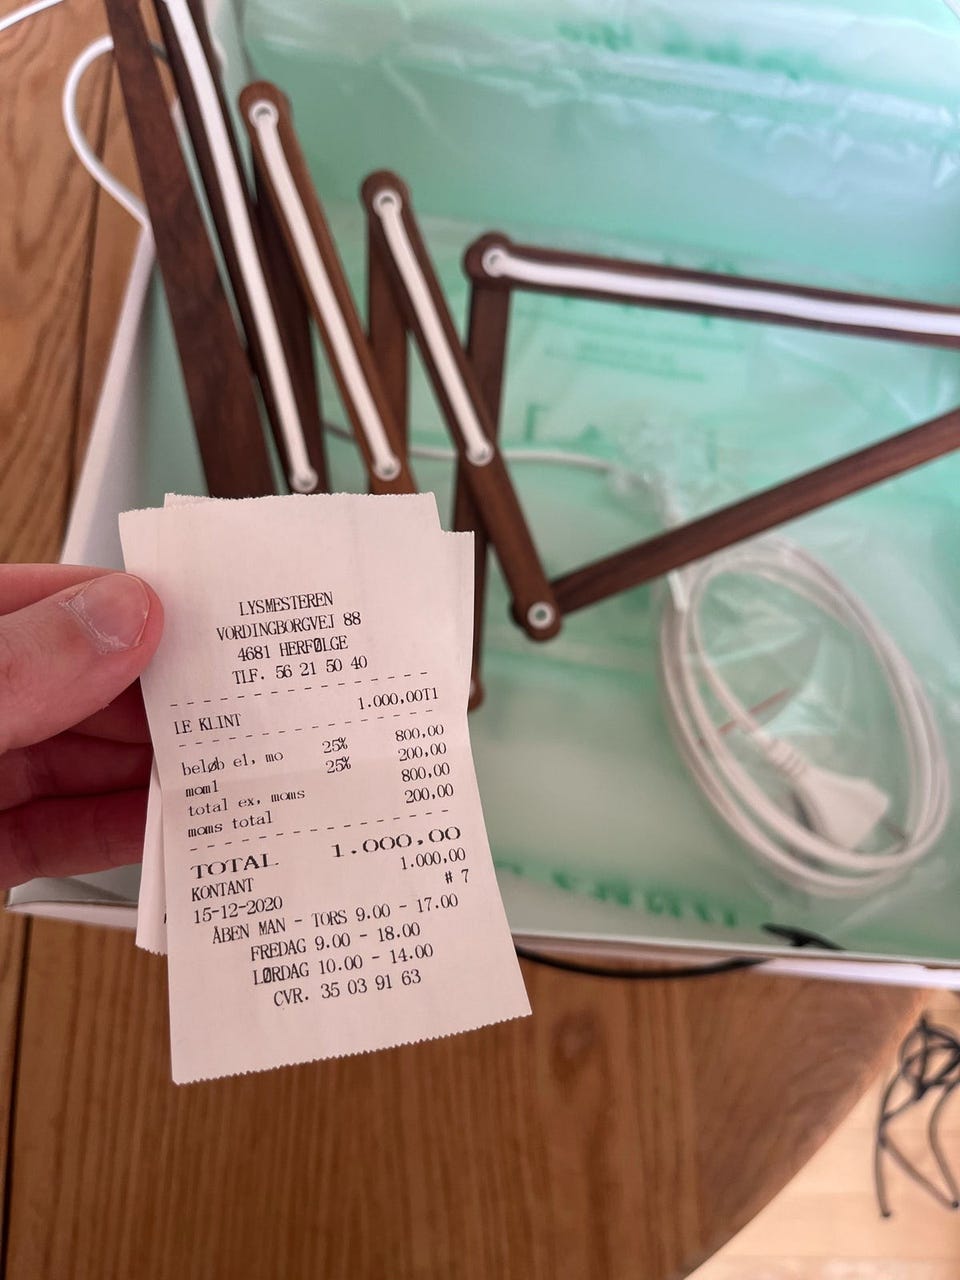 LYSMESTEREN
VORDINGBORGVEJ 88
4681 HERFØLGE
TLF. 56 21 50 40
LE KLINT 1.000,00T1
beløb el, mo 25% 800,00
moml 25% 200,00
total ex, moms 800,00
moms total 200,00
TOTAL 1.000,00
KONTANT 1.000,00
15-12-2020 # 7
ÅBEN MAN - TORS 9.00 - 17.00
FREDAG 9.00 - 18.00
LØRDAG 10.00 - 14.00
CVR. 35 03 91 63